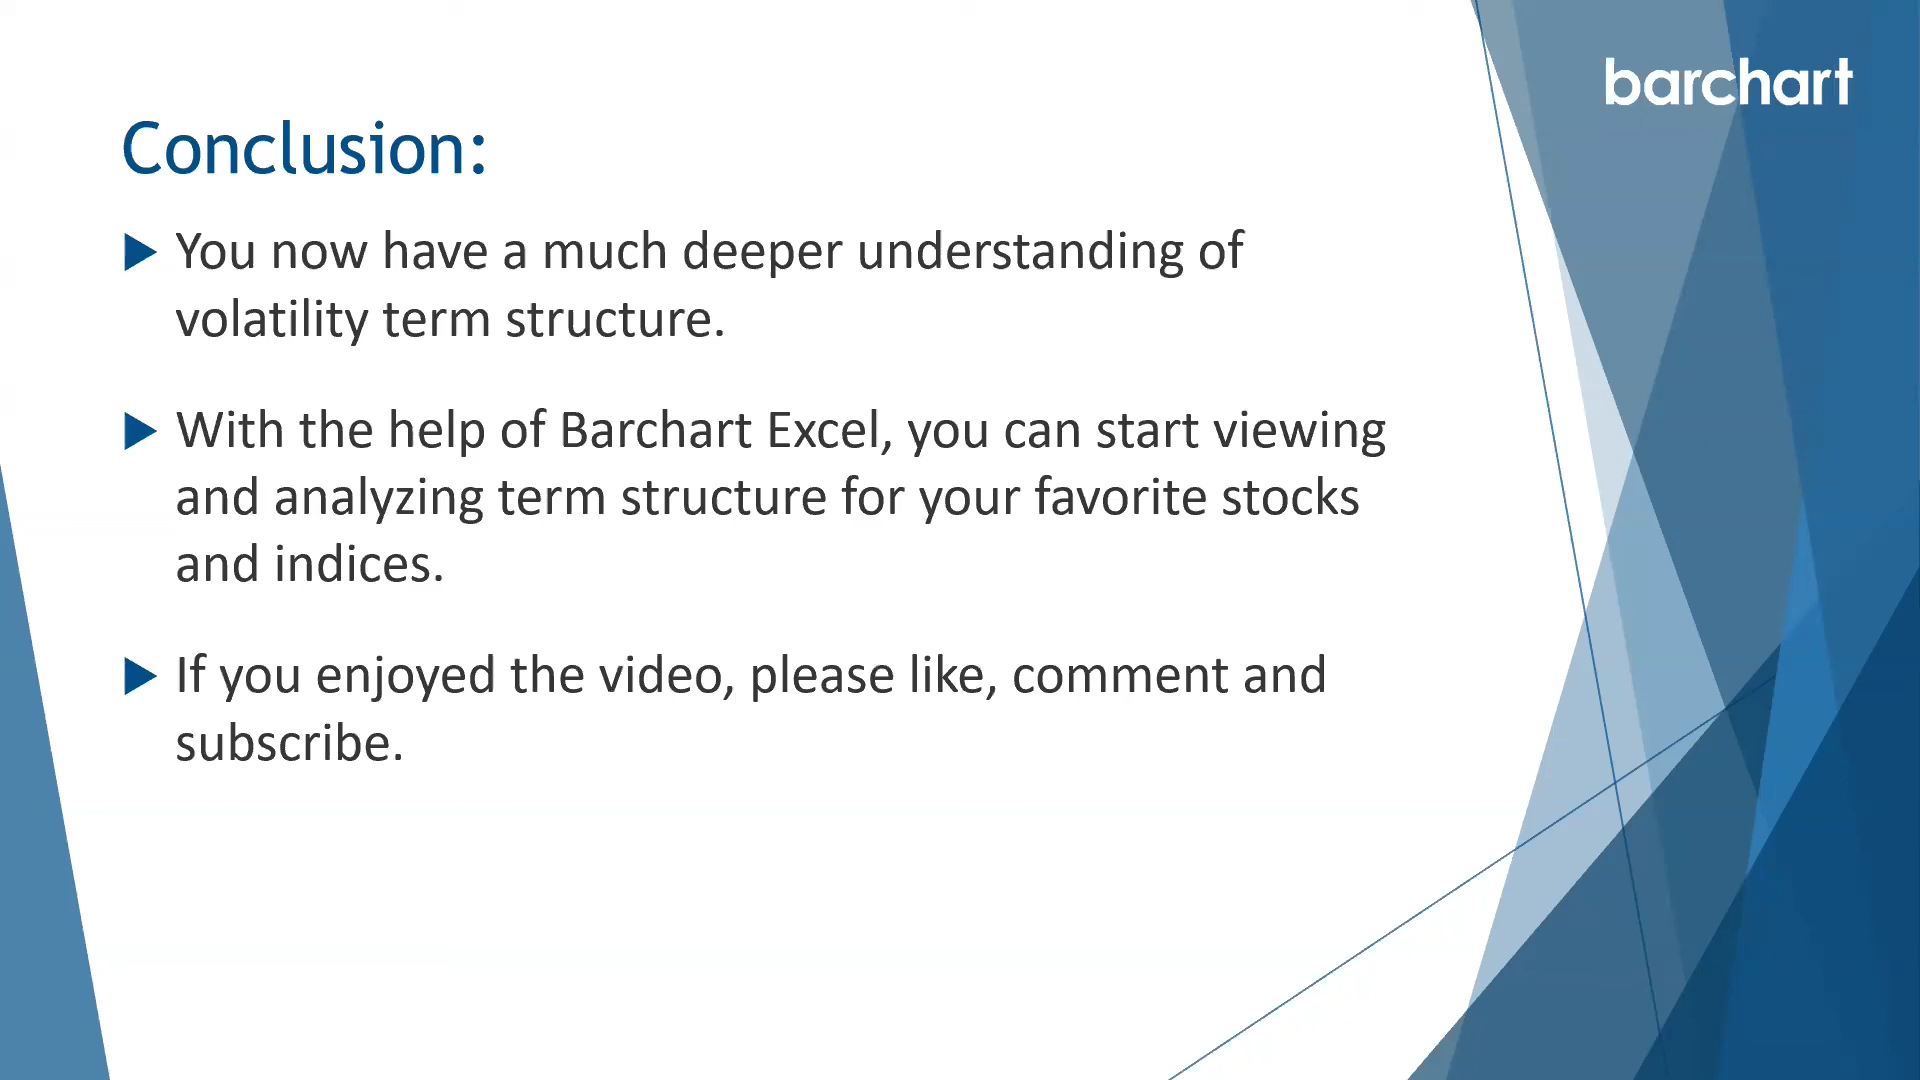 barchart
Conclusion:
You now have a much deeper understanding of
volatility term structure.
With the help of Barchart Excel, you can start viewing
and analyzing term structure for your favorite stocks
and indices.
If you enjoyed the video, please like, comment and
subscribe.